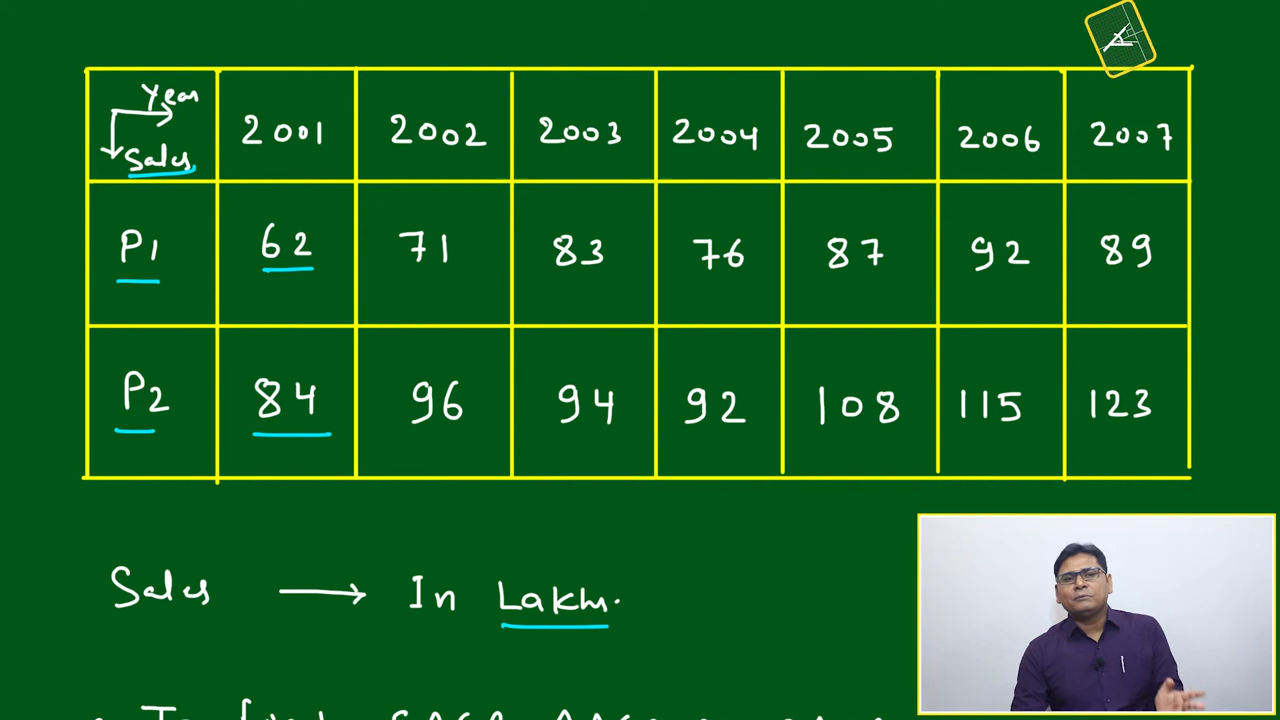 Year 2001 2002 2003 2004 2005 2006 2007
Sales
P1 62 71 83 76 87 92 89
P2 84 96 94 92 108 115 123
Sales → In Lakh.